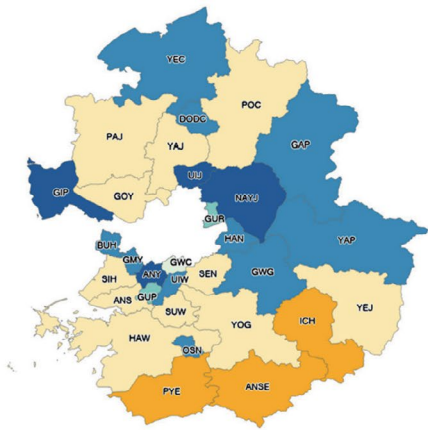 YEC
POC
DODC
PAJ
YAJ
GAP
UIJ
GIP
GOY
NAYJ
GUR
HAN
YAP
BUH
GMY
GWC
ANY
UIW
SEN
GWG
SIH
ANS
GUP
SUW
YEJ
ICH
YOG
HAW
OSN
PYE
ANSE